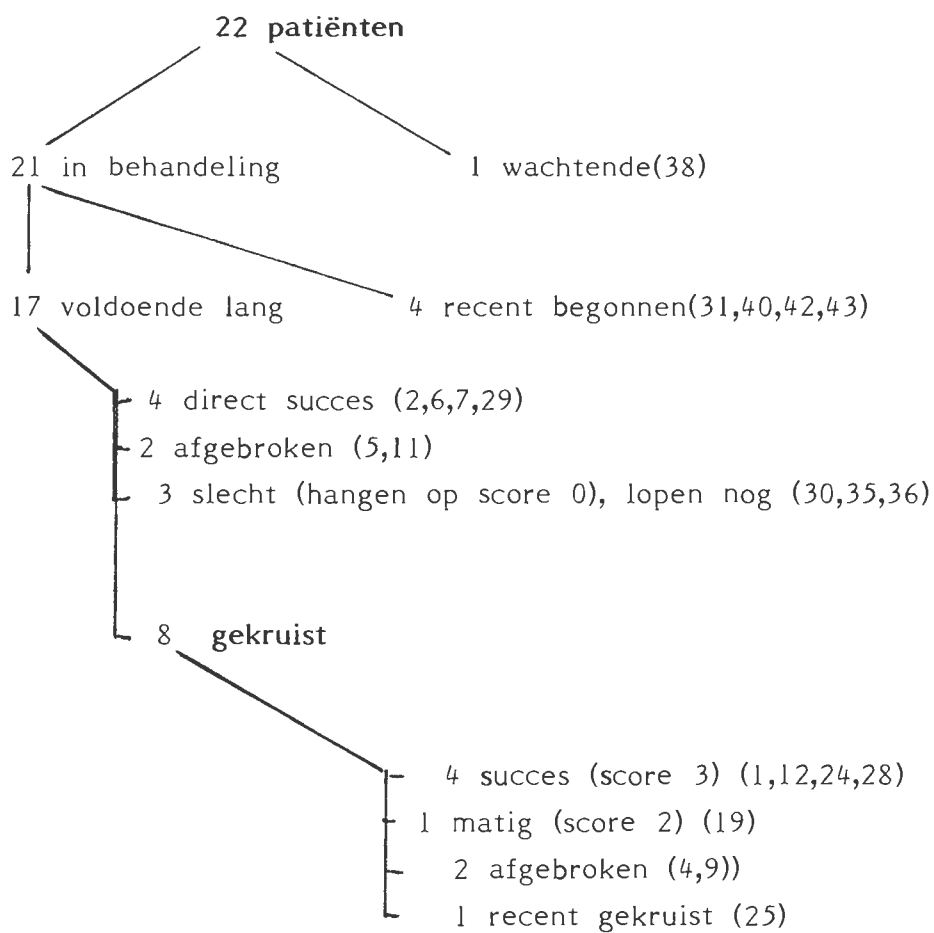 22 patiënten
21 in behandeling
1 wachtende(38)
17 voldoende lang
4 recent begonnen(31,40,42,43)
4 direct succes (2,6,7,29)
2 afgebroken (5,11)
3 slecht (hangen op score 0), lopen nog (30,35,36)
8 gekruist
4 succes (score 3) (1,12,24,28)
1 matig (score 2) (19)
2 afgebroken (4,9))
1 recent gekruist (25)